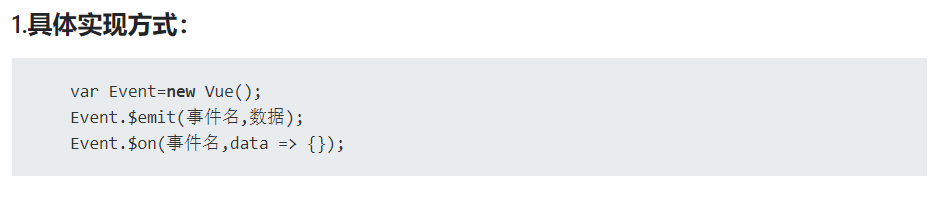 1.具体实现方式：
var Event=new Vue();
Event.$emit(事件名,数据);
Event.$on(事件名,data => {});